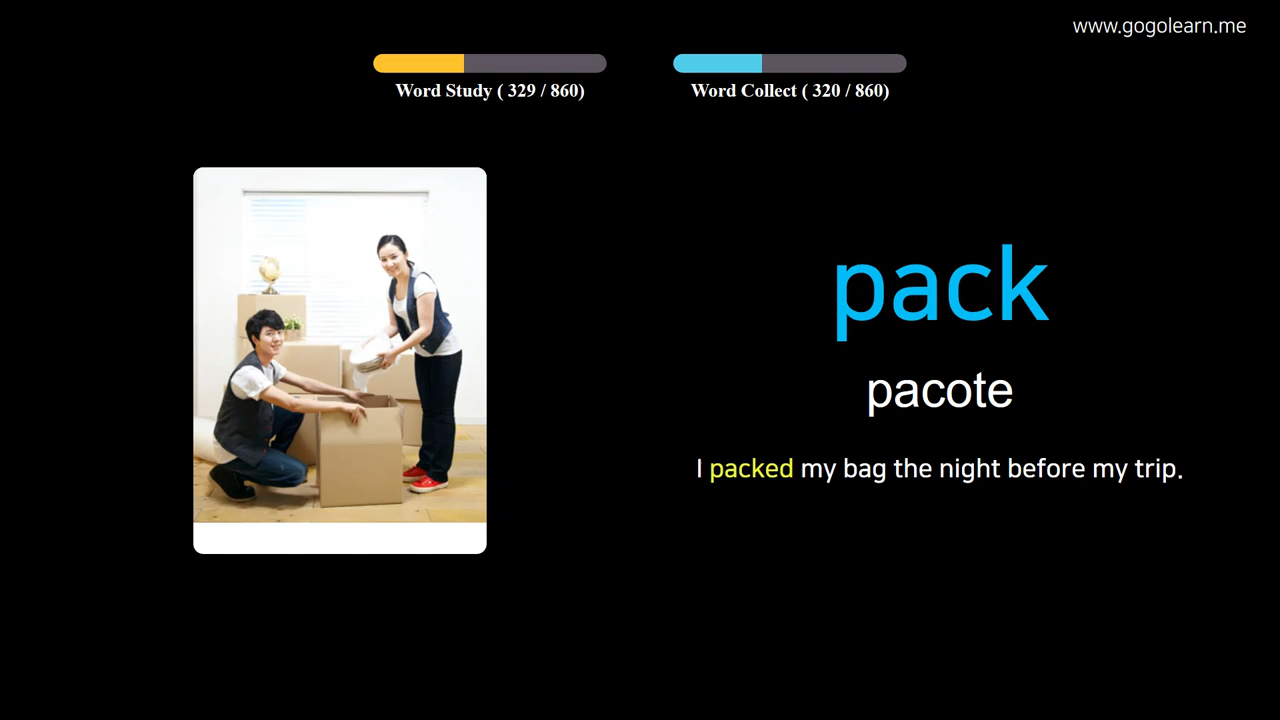 www.gogolearn.me
Word Study ( 329 / 860)
Word Collect ( 320 / 860)
pack
pacote
I packed my bag the night before my trip.